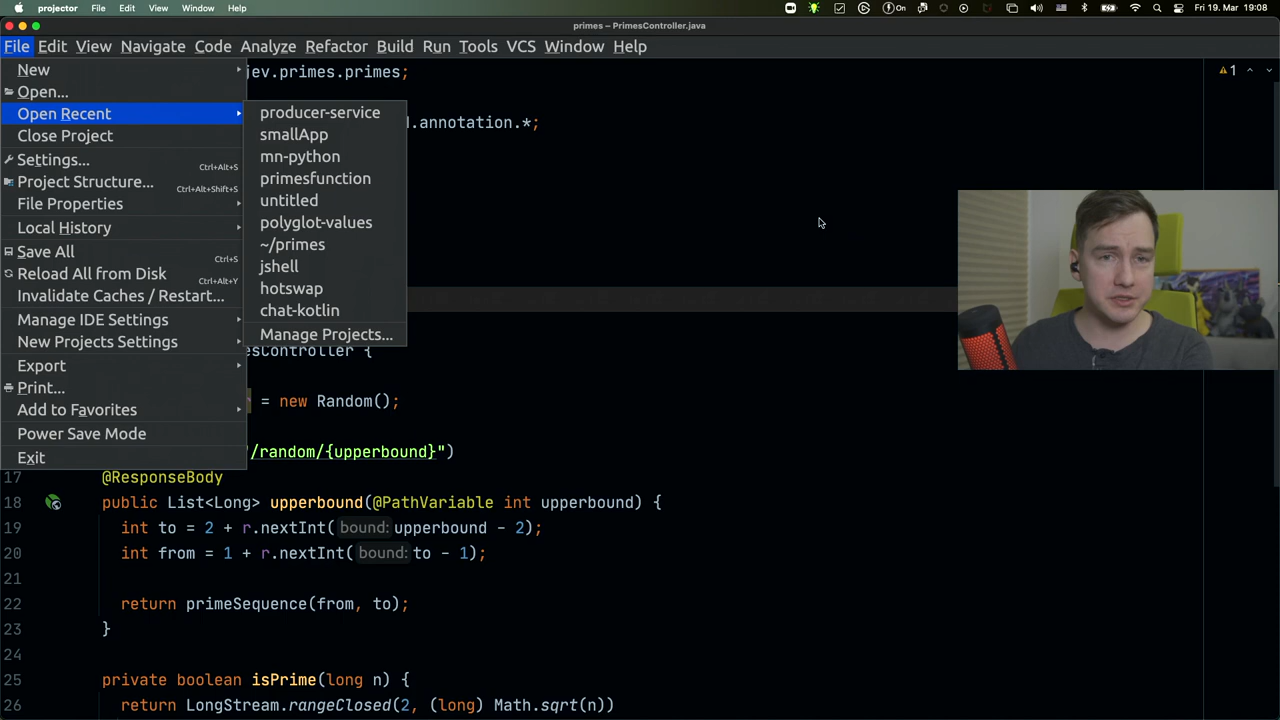 projector File Edit View Window Help On Fri 19. Mar 19:08
primes – PrimesController.java
File Edit View Navigate Code Analyze Refactor Build Run Tools VCS Window Help
New
Open...
Open Recent
Close Project
Settings... Ctrl+Alt+S
Project Structure... Ctrl+Alt+Shift+S
File Properties
Local History
Save All Ctrl+S
Reload All from Disk Ctrl+Alt+Y
Invalidate Caches / Restart...
Manage IDE Settings
New Projects Settings
Export
Print...
Add to Favorites
Power Save Mode
Exit
producer-service
smallApp
mn-python
primesfunction
untitled
polyglot-values
~/primes
jshell
hotswap
chat-kotlin
Manage Projects...
jev.primes.primes;
1
.annotation.*;
esController {
= new Random();
/random/{upperbound}")
17 @ResponseBody
18 public List<Long> upperbound(@PathVariable int upperbound) {
19 int to = 2 + r.nextInt( bound: upperbound - 2);
20 int from = 1 + r.nextInt( bound: to - 1);
21
22 return primeSequence(from, to);
23 }
24
25 private boolean isPrime(long n) {
26 return LongStream.rangeClosed(2, (long) Math.sqrt(n))